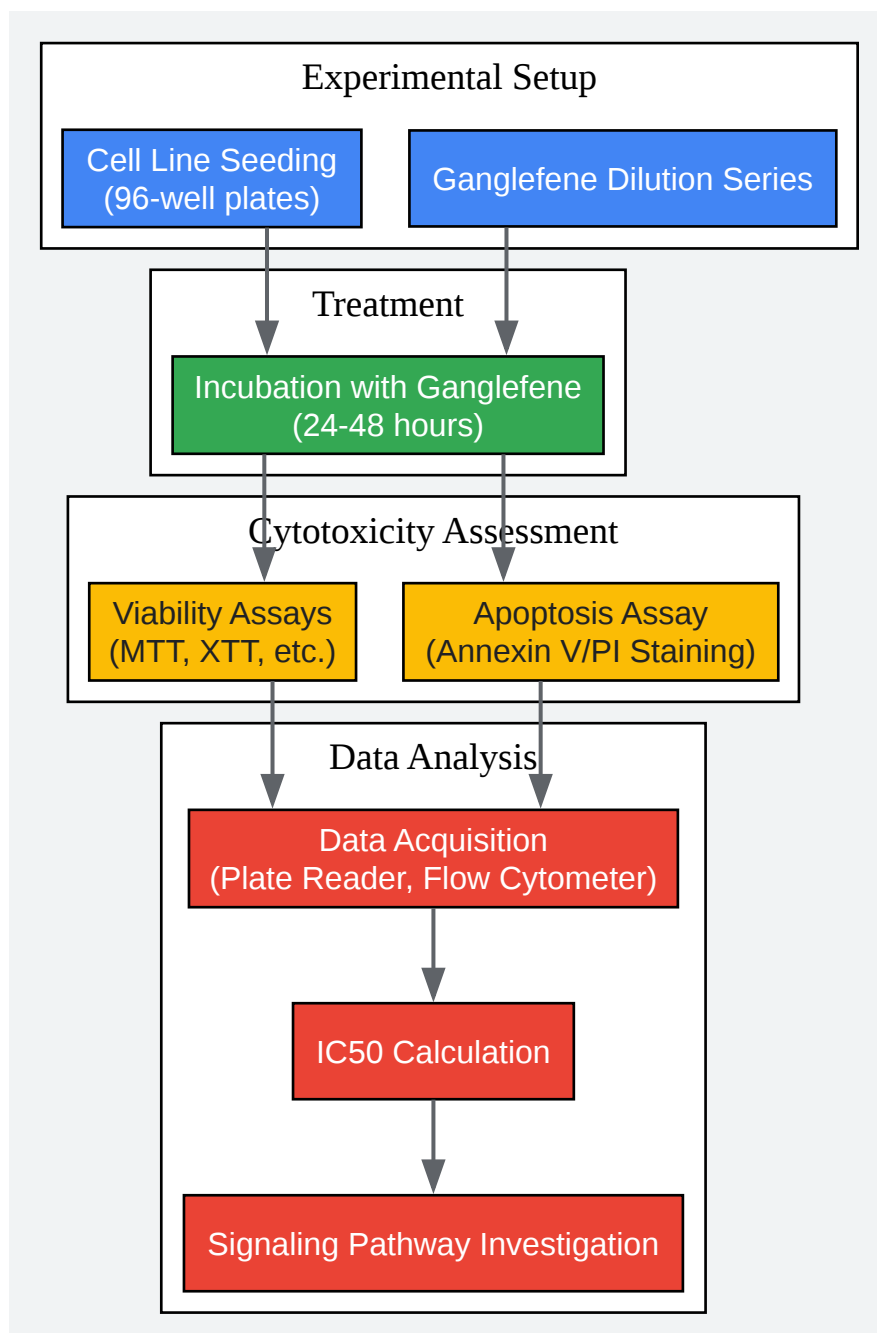 Experimental Setup
Cell Line Seeding
(96-well plates)
Ganglefene Dilution Series
Treatment
Incubation with Ganglefene
(24-48 hours)
Cytotoxicity Assessment
Viability Assays
(MTT, XTT, etc.)
Apoptosis Assay
(Annexin V/PI Staining)
Data Analysis
Data Acquisition
(Plate Reader, Flow Cytometer)
IC50 Calculation
Signaling Pathway Investigation